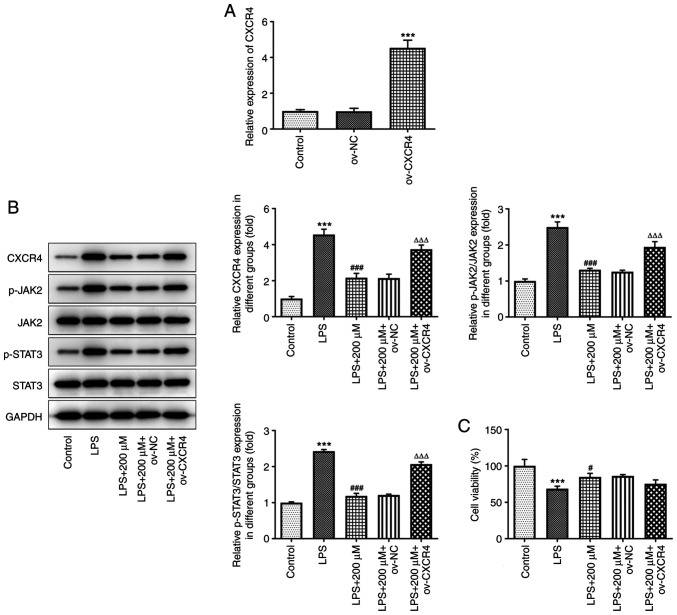 A
Relative expression of CXCR4
6
4
2
0
***
Control
ov-NC
ov-CXCR4
B
CXCR4
p-JAK2
JAK2
p-STAT3
STAT3
GAPDH
Control
LPS
LPS+200 μM
LPS+200 μM+
ov-NC
LPS+200 μM+
ov-CXCR4
Relative CXCR4 expression in
different groups (fold)
6
4
2
0
***
###
ΔΔΔ
Control
LPS
LPS+200 μM
LPS+200 μM+
ov-NC
LPS+200 μM+
ov-CXCR4
Relative p-JAK2/JAK2 expression
in different groups (fold)
3
2
1
0
***
###
ΔΔΔ
Control
LPS
LPS+200 μM
LPS+200 μM+
ov-NC
LPS+200 μM+
ov-CXCR4
Relative p-STAT3/STAT3 expression
in different groups (fold)
3
2
1
0
***
###
ΔΔΔ
Control
LPS
LPS+200 μM
LPS+200 μM+
ov-NC
LPS+200 μM+
ov-CXCR4
C
Cell viability (%)
150
100
50
0
***
#
Control
LPS
LPS+200 μM
LPS+200 μM+
ov-NC
LPS+200 μM+
ov-CXCR4